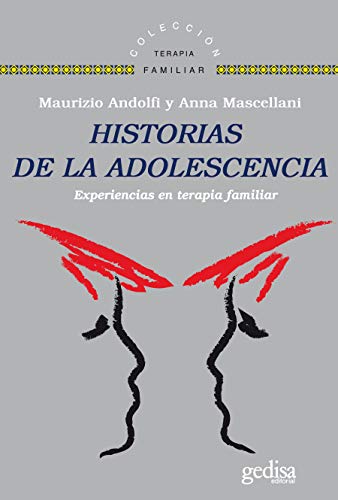 COLECCIÓN
TERAPIA
FAMILIAR
Maurizio Andolfi y Anna Mascellani
HISTORIAS
DE LA ADOLESCENCIA
Experiencias en terapia familiar
gedisa
editorial